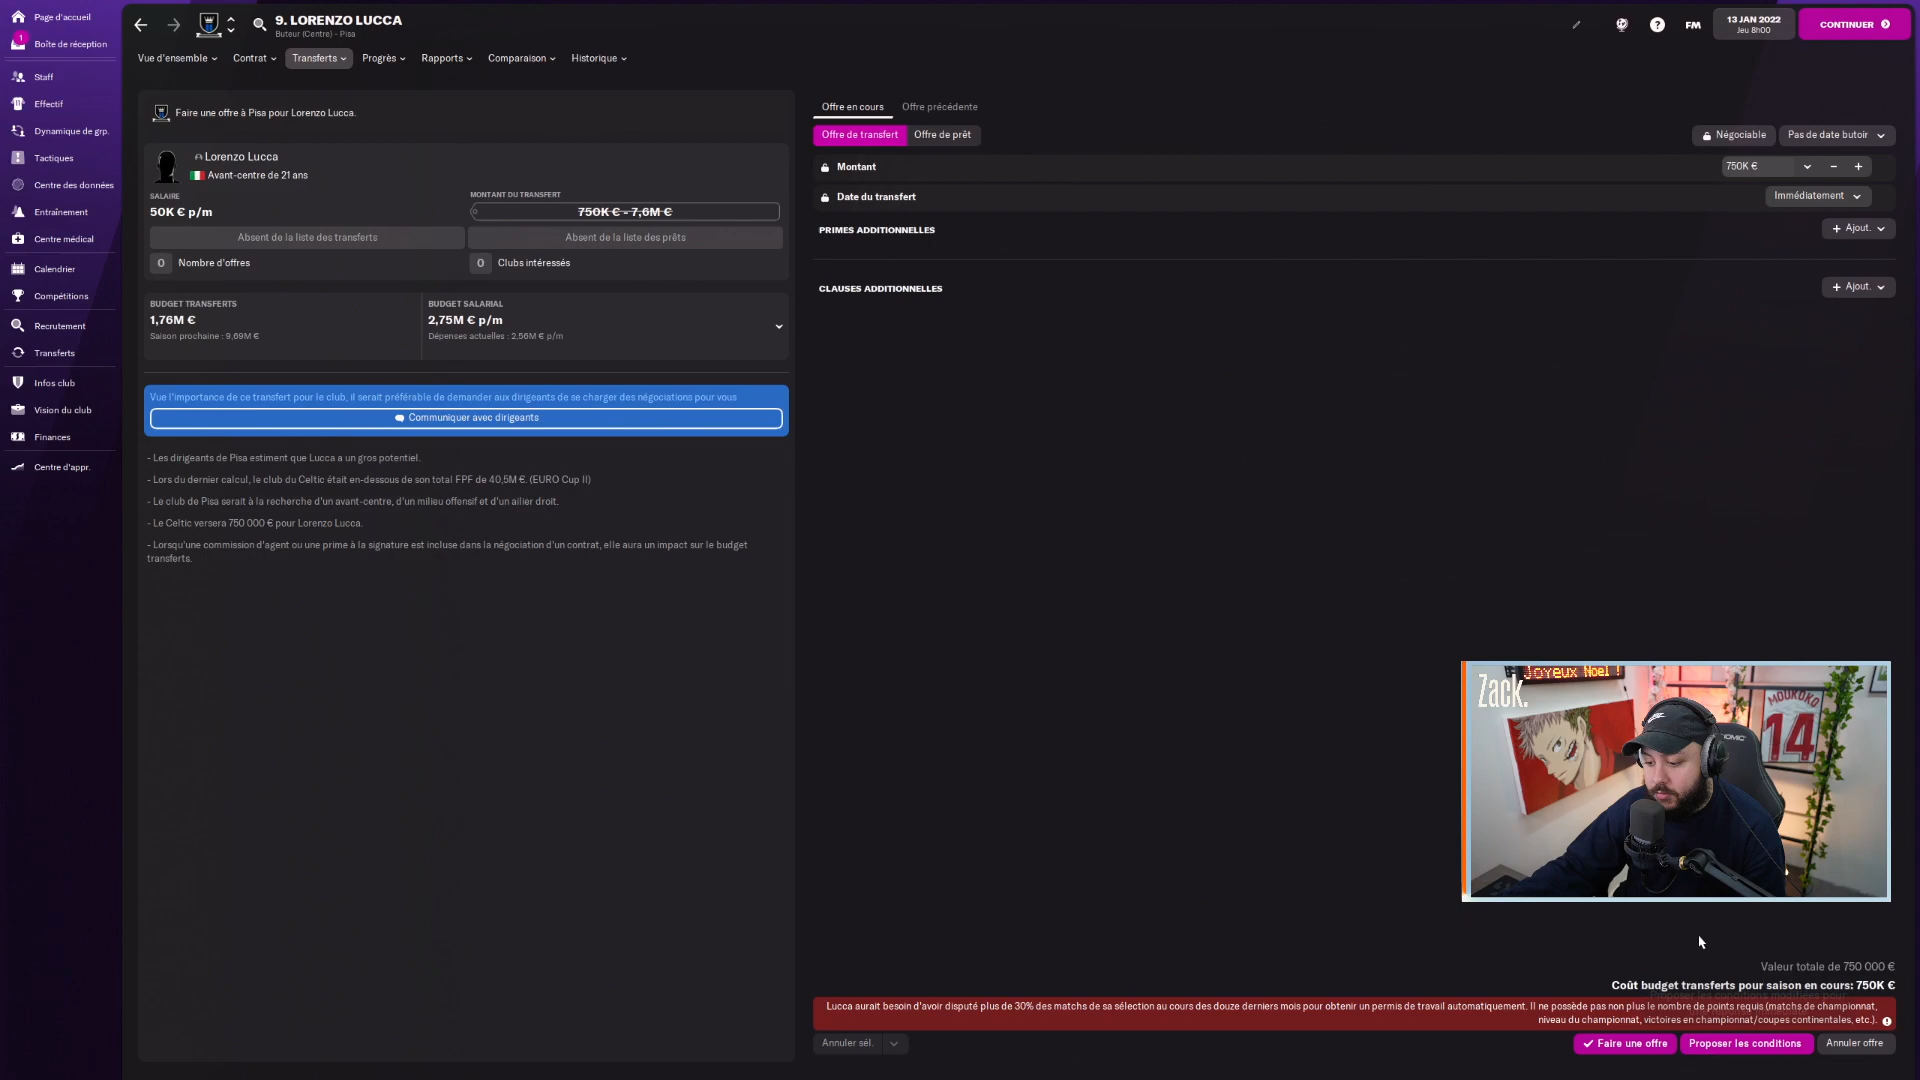 Page d'accueil
1
Boîte de réception
Staff
Effectif
Dynamique de grp.
Tactiques
Centre des données
Entraînement
Centre médical
Calendrier
Compétitions
Recrutement
Transferts
Infos club
Vision du club
Finances
Centre d'appr.
9. LORENZO LUCCA
Buteur (Centre) - Pisa
FM
13 JAN 2022
Jeu 8h00
CONTINUER
Vue d'ensemble
Contrat
Transferts
Progrès
Rapports
Comparaison
Historique
Faire une offre à Pisa pour Lorenzo Lucca.
Lorenzo Lucca
Avant-centre de 21 ans
SALAIRE
50K € p/m
MONTANT DU TRANSFERT
750K € - 7,6M €
Absent de la liste des transferts
Absent de la liste des prêts
0 Nombre d'offres
0 Clubs intéressés
BUDGET TRANSFERTS
1,76M €
Saison prochaine : 9,69M €
BUDGET SALARIAL
2,75M € p/m
Dépenses actuelles : 2,56M € p/m
Vue l'importance de ce transfert pour le club, il serait préférable de demander aux dirigeants de se charger des négociations pour vous
Communiquer avec dirigeants
- Les dirigeants de Pisa estiment que Lucca a un gros potentiel.
- Lors du dernier calcul, le club du Celtic était en-dessous de son total FPF de 40,5M €. (EURO Cup II)
- Le club de Pisa serait à la recherche d'un avant-centre, d'un milieu offensif et d'un ailier droit.
- Le Celtic versera 750 000 € pour Lorenzo Lucca.
- Lorsqu'une commission d'agent ou une prime à la signature est incluse dans la négociation d'un contrat, elle aura un impact sur le budget
transferts.
Offre en cours
Offre précédente
Offre de transfert
Offre de prêt
Négociable
Pas de date butoir
Montant
750K €
Date du transfert
Immédiatement
PRIMES ADDITIONNELLES
+ Ajout.
CLAUSES ADDITIONNELLES
+ Ajout.
Joyeux Noel !
Zack.
MOUKOKO
14
Valeur totale de 750 000 €
Coût budget transferts pour saison en cours: 750K €
Lucca aurait besoin d'avoir disputé plus de 30% des matchs de sa sélection au cours des douze derniers mois pour obtenir un permis de travail automatiquement. Il ne possède pas non plus le nombre de points requis (matchs de championnat,
niveau du championnat, victoires en championnat/coupes continentales, etc.).
Annuler sél.
Faire une offre
Proposer les conditions
Annuler offre